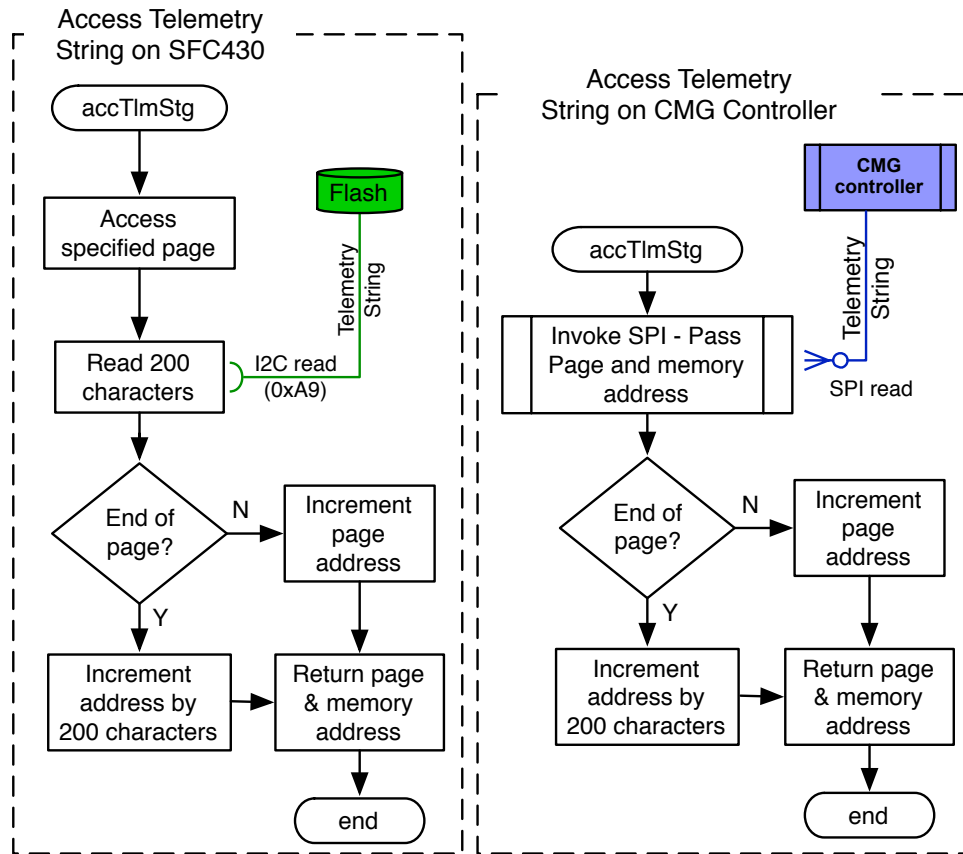 Access Telemetry
String on SFC430
accTlmStg
Access
specified page
Flash
Telemetry
String
Read 200
characters
I2C read
(0xA9)
End of
page?
N
Increment
page
address
Y
Increment
address by
200 characters
Return page
& memory
address
end
Access Telemetry
String on CMG Controller
CMG
controller
accTlmStg
Telemetry
String
Invoke SPI - Pass
Page and memory
address
SPI read
End of
page?
N
Increment
page
address
Y
Increment
address by
200 characters
Return page
& memory
address
end